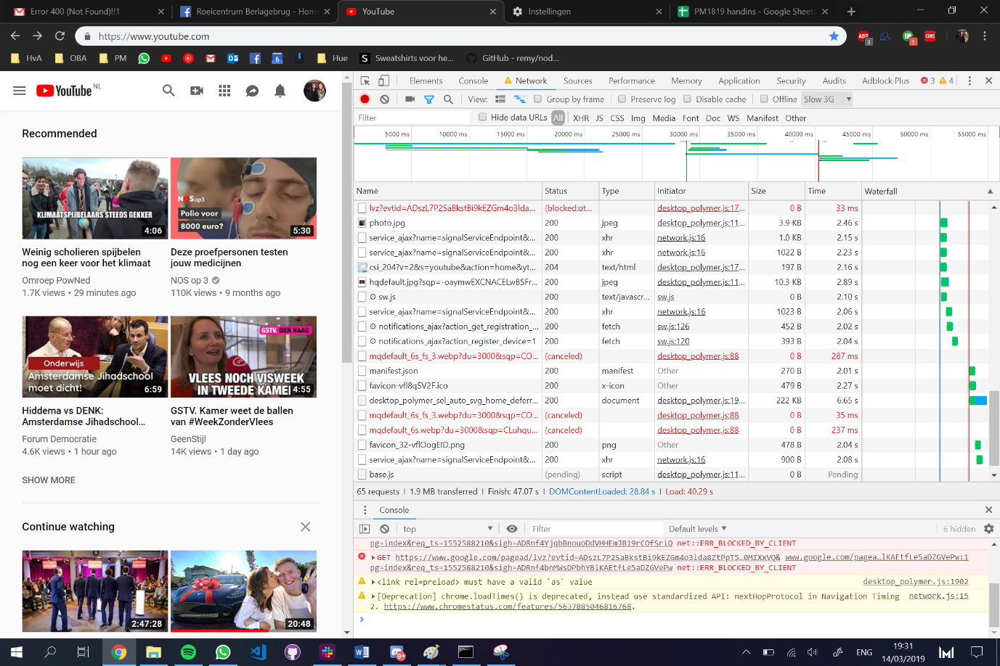 Error 400 (Not Found)!!1
Roeicentrum Berlagebrug - Hom
YouTube
Instellingen
PM1819 handins - Google Sheets
https://www.youtube.com
ABP
3
1
CORS
HvA
OBA
PM
6
Hue
S
Sweatshirts voor he...
GitHub - remy/nod...
YouTube NL
Recommended
KLIMAATSPIJBELAARS STEEDS GEKKER
4:06
NOSop3
Polio voor
8000 euro?
5:30
Weinig scholieren spijbelen
nog een keer voor het klimaat
Omroep PowNed
1.7K views • 29 minutes ago
Deze proefpersonen testen
jouw medicijnen
NOS op 3
110K views • 9 months ago
Onderwijs
Amsterdamse Jihadschool
moet dicht!
6:59
GSTV. DEN HAAG
VLEES NOCH VISWEEK
IN TWEEDE KAMER
4:55
Hiddema vs DENK:
Amsterdamse Jihadschool...
Forum Democratie
4.6K views • 1 hour ago
GSTV. Kamer weet de ballen
van #WeekZonderVlees
GeenStijl
14K views • 1 day ago
SHOW MORE
Continue watching
2:47:28
20:48
Elements Console Network Sources Performance Memory Application Security Audits Adblock Plus 3 4
View: Group by frame Preserve log Disable cache Offline Slow 3G
Filter Hide data URLs All XHR JS CSS Img Media Font Doc WS Manifest Other
5000 ms 10000 ms 15000 ms 20000 ms 25000 ms 30000 ms 35000 ms 40000 ms 45000 ms 50000 ms 55000 ms
Name Status Type Initiator Size Time Waterfall
lvz?evtid=ADszL7P2SaBkstBi9kEZGm4o3lda... (blocked:ot... desktop_polymer.js:17... 0 B 33 ms
photo.jpg 200 jpeg desktop_polymer.js:11... 3.9 KB 2.46 s
service_ajax?name=signalServiceEndpoint&... 200 xhr network.js:16 1.0 KB 2.15 s
service_ajax?name=signalServiceEndpoint&... 200 xhr network.js:16 1022 B 2.23 s
csi_204?v=2&s=youtube&action=home&yt... 204 text/html desktop_polymer.js:17... 197 B 2.16 s
hqdefault.jpg?sqp=-oaymwEXCNACELwBSFr... 200 jpeg desktop_polymer.js:11... 10.3 KB 2.89 s
sw.js 200 text/javascr... sw.js 0 B 2.10 s
service_ajax?name=signalServiceEndpoint&... 200 xhr network.js:16 1023 B 2.06 s
notifications_ajax?action_get_registration_... 200 fetch sw.js:126 452 B 2.02 s
notifications_ajax?action_register_device=1 200 fetch sw.js:120 393 B 2.04 s
mqdefault_6s_fs_3.webp?du=3000&sqp=CO... (canceled) desktop_polymer.js:88 0 B 287 ms
manifest.json 200 manifest Other 270 B 2.01 s
favicon-vfl8qSV2F.ico 200 x-icon Other 479 B 2.27 s
desktop_polymer_sel_auto_svg_home_deferr... 200 document desktop_polymer.js:19... 222 KB 6.65 s
mqdefault_6s_fs_3.webp?du=3000&sqp=CO... (canceled) desktop_polymer.js:88 0 B 35 ms
mqdefault_6s.webp?du=3000&sqp=CLuhqu... (canceled) desktop_polymer.js:88 0 B 237 ms
favicon_32-vflOogEID.png 200 png Other 478 B 2.04 s
service_ajax?name=signalServiceEndpoint&... 200 xhr network.js:16 900 B 2.08 s
base.js (pending) script desktop_polymer.js:11... 0 B Pending
65 requests | 1.9 MB transferred | Finish: 47.07 s | DOMContentLoaded: 28.84 s | Load: 40.29 s
Console
top Filter Default levels 6 hidden
pg=index&req_ts=1552588210&sigh=ADRnf4YjqbBnouoDdVHHEmJB19rCOfSriQ net::ERR_BLOCKED_BY_CLIENT
GET https://www.google.com/pagead/lvz?evtid=ADszL7P2SaBkstBi9kEZGm4o3lda8ZtPpT5…0MIXxVQ& www.google.com/pagea…lKAEtfLe5aDZGVePw:1
pg=index&req_ts=1552588210&sigh=ADRnf4bnMWsDPbhYBlKAEtfLe5aDZGVePw net::ERR_BLOCKED_BY_CLIENT
<link rel=preload> must have a valid `as` value desktop_polymer.js:1902
[Deprecation] chrome.loadTimes() is deprecated, instead use standardized API: nextHopProtocol in Navigation Timing network.js:15
2. https://www.chromestatus.com/features/5637885046816768.
9+
ENG
19:31
14/03/2019